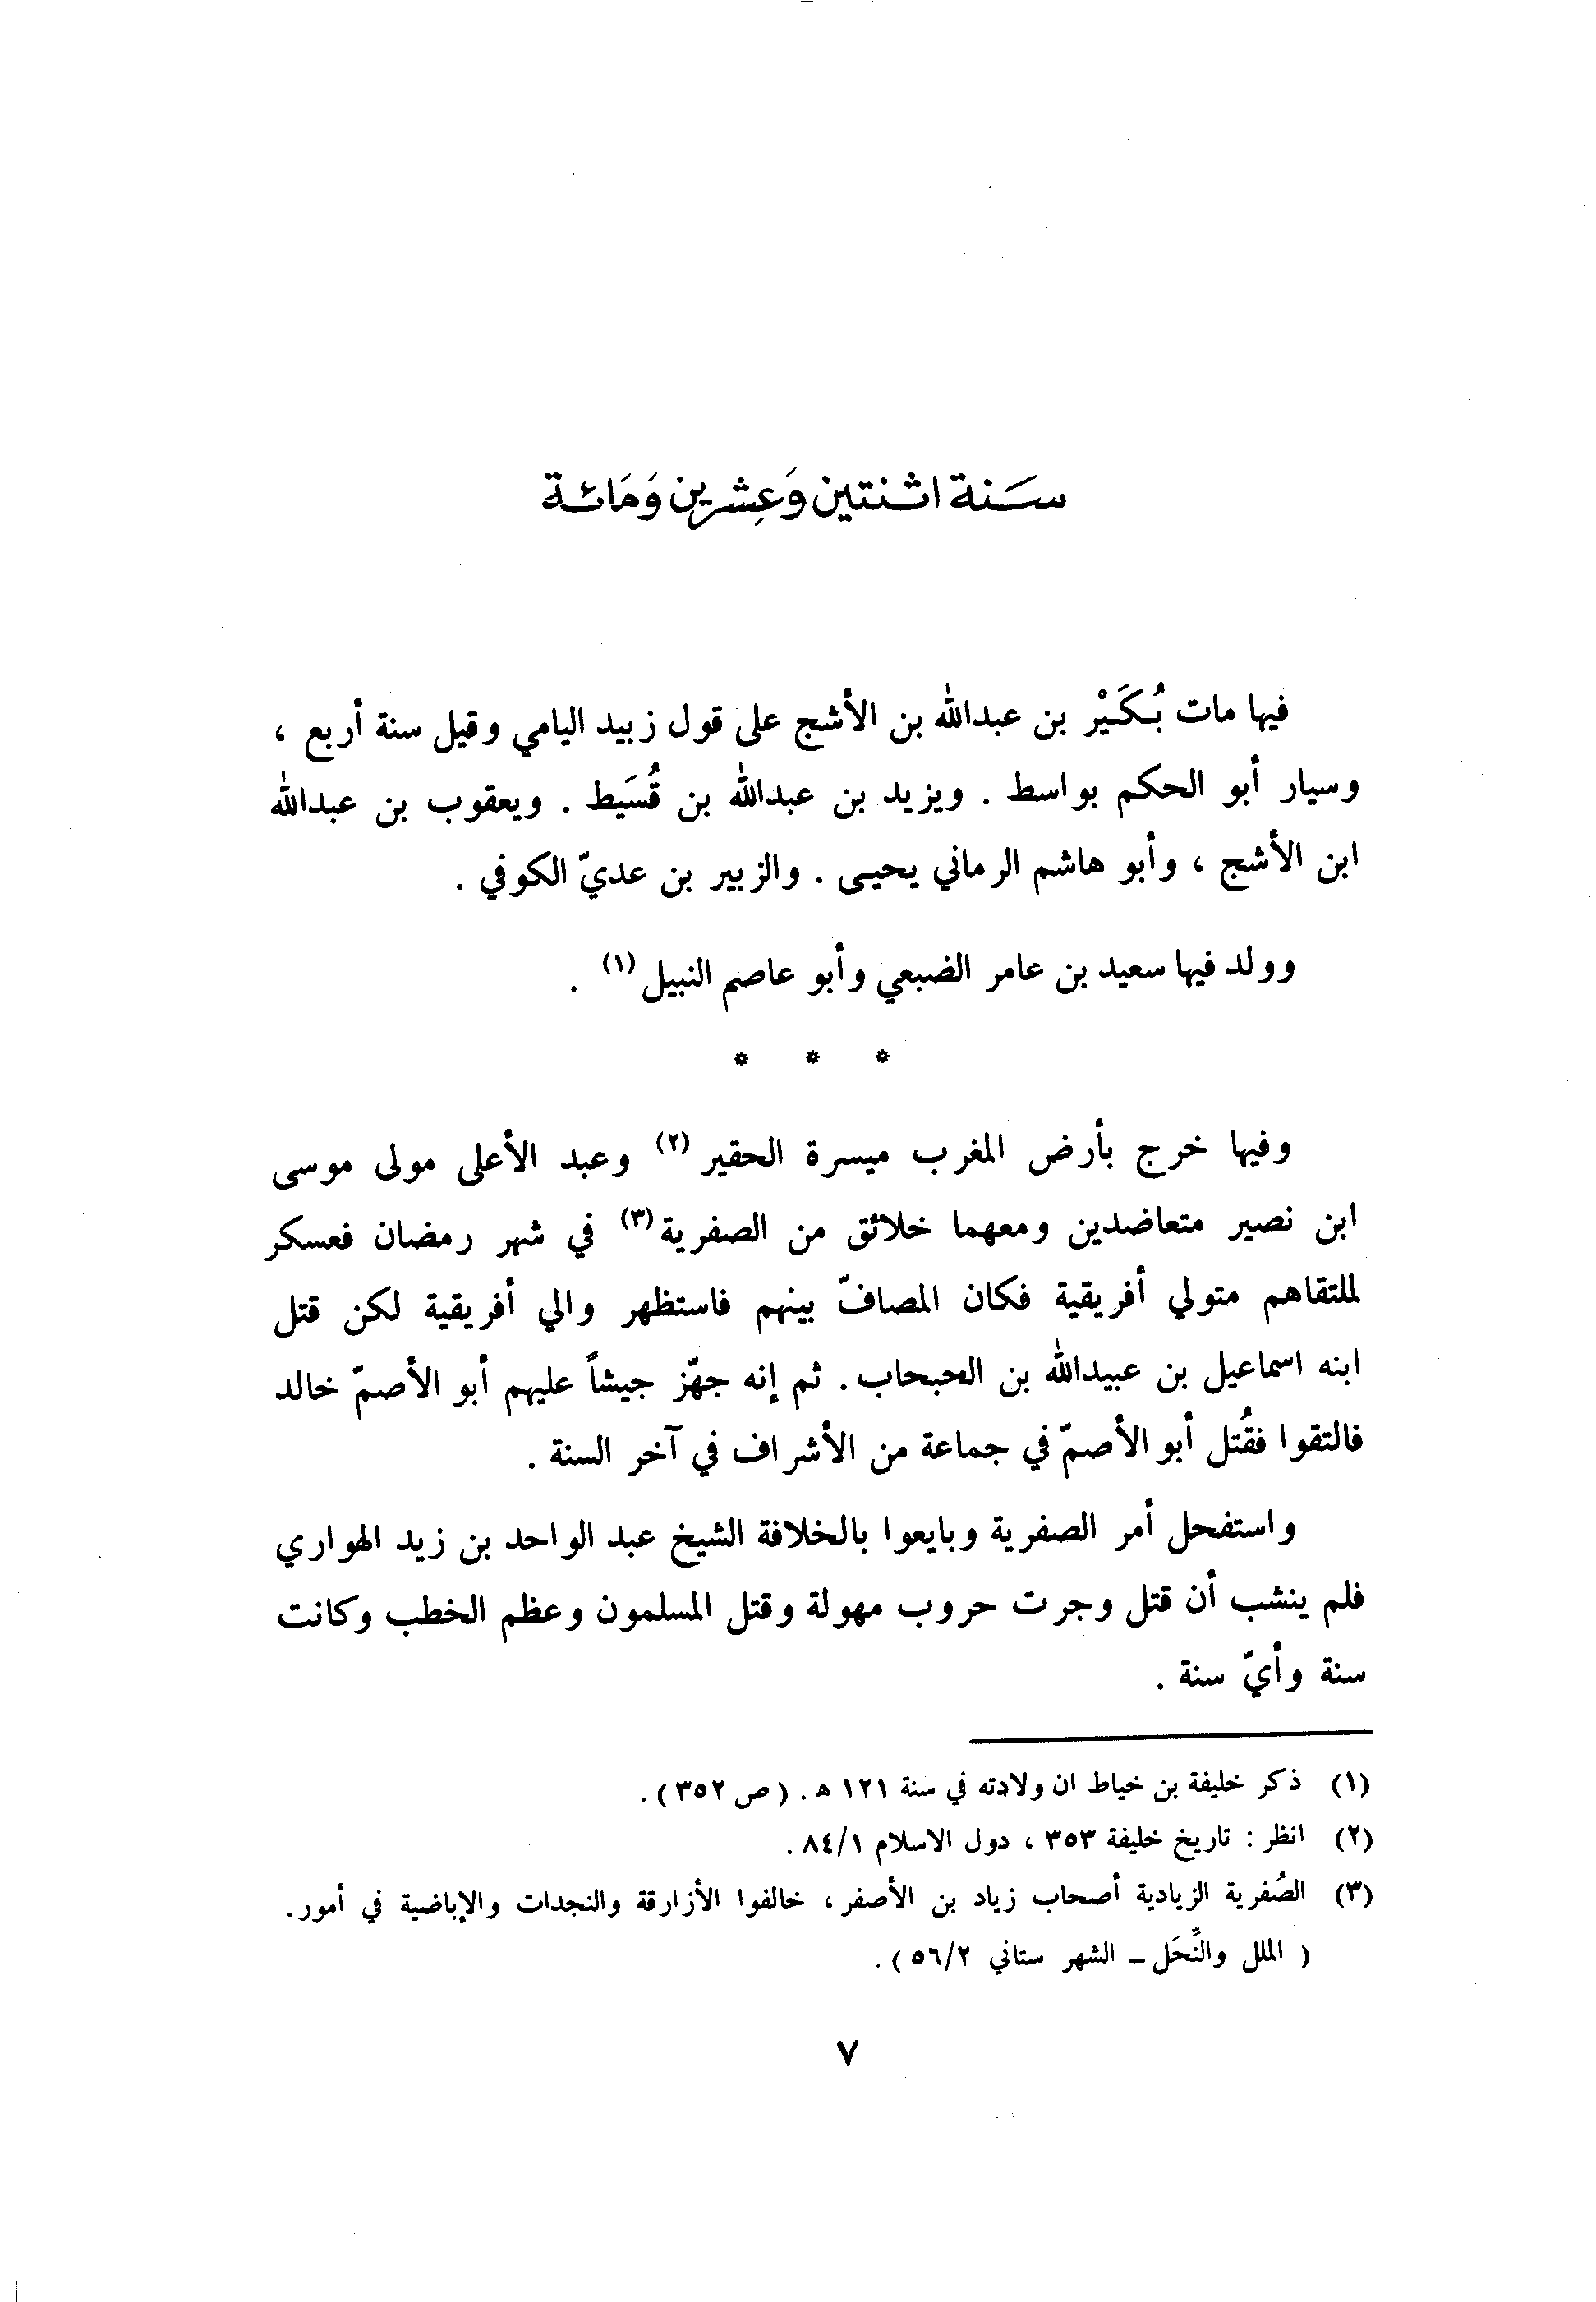 سَنة اثنتين وَعِشرين وَمَائة
فيها مات بُكَيْر بن عبدالله بن الأشج على قول زبيد اليامي وقيل سنة أربع ،
وسيار أبو الحكم بواسط . ويزيد بن عبدالله بن قُسَيط . ويعقوب بن عبدالله
ابن الأشج ، وأبو هاشم الرماني يحيى . والزبير بن عديّ الكوفي .
وولد فيها سعيد بن عامر الضبعي وأبو عاصم النبيل (١) .
* * *
وفيها خرج بأرض المغرب ميسرة الحقير (٢) وعبد الأعلى مولى موسى
ابن نصير متعاضدين ومعهما خلائق من الصفرية (٣) في شهر رمضان فعسكر
للتقاهم متولي أفريقية فكان المصافّ بينهم فاستظهر والي أفريقية لكن قتل
ابنه اسماعيل بن عبيدالله بن الحبحاب . ثم إنه جهّز جيشاً عليهم أبو الأصمّ خالد
فالتقوا فقُتل أبو الأصمّ في جماعة من الأشراف في آخر السنة .
واستفحل أمر الصفرية وبايعوا بالخلافة الشيخ عبد الواحد بن زيد الهواري
فلم ينشب أن قتل وجرت حروب مهولة وقتل المسلمون وعظم الخطب وكانت
سنة وأيّ سنة .
(١) ذكر خليفة بن خياط ان ولادته في سنة ١٢١ ه . ( ص ٣٥٢ ) .
(٢) انظر : تاريخ خليفة ٣٥٣ ، دول الاسلام ٨٤/١ .
(٣) الصُفرية الزيادية أصحاب زياد بن الأصفر ، خالفوا الأزارقة والنجدات والإباضية في أمور .
( الملل والنِّحَل ــ الشهر ستاني ٥٦/٢ ) .
٧